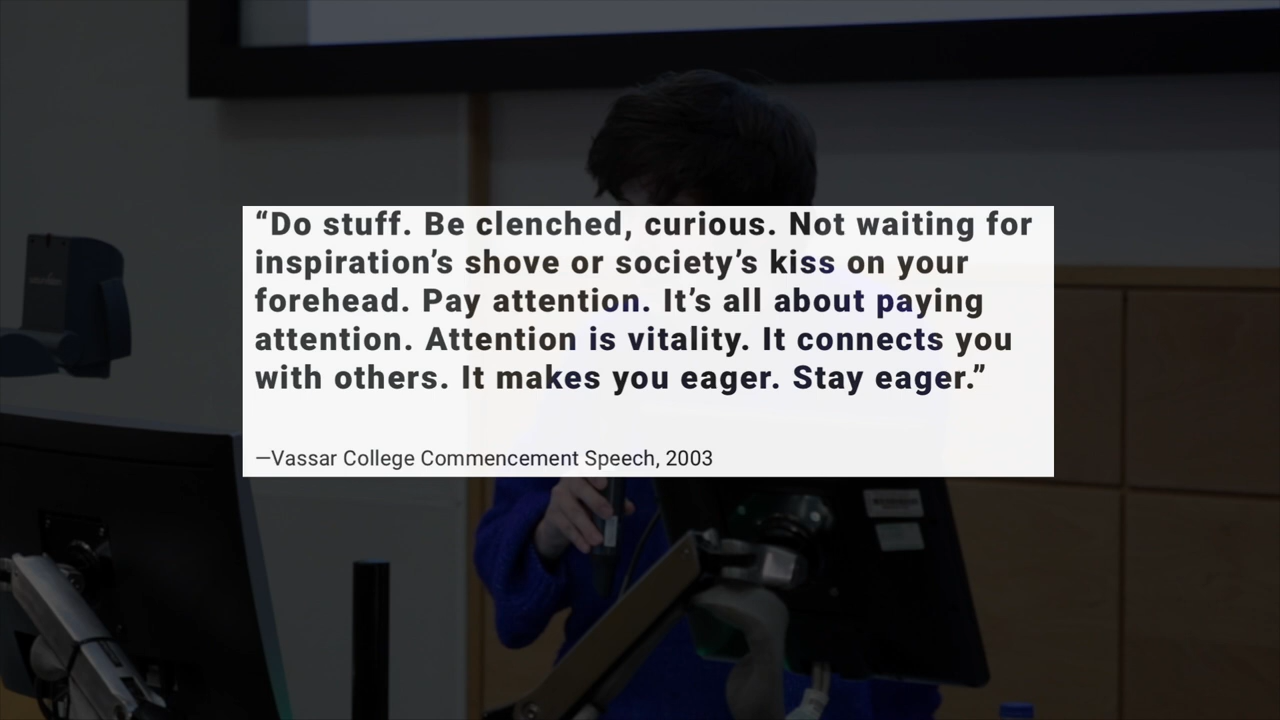 “Do stuff. Be clenched, curious. Not waiting for
inspiration’s shove or society’s kiss on your
forehead. Pay attention. It’s all about paying
attention. Attention is vitality. It connects you
with others. It makes you eager. Stay eager.”
—Vassar College Commencement Speech, 2003